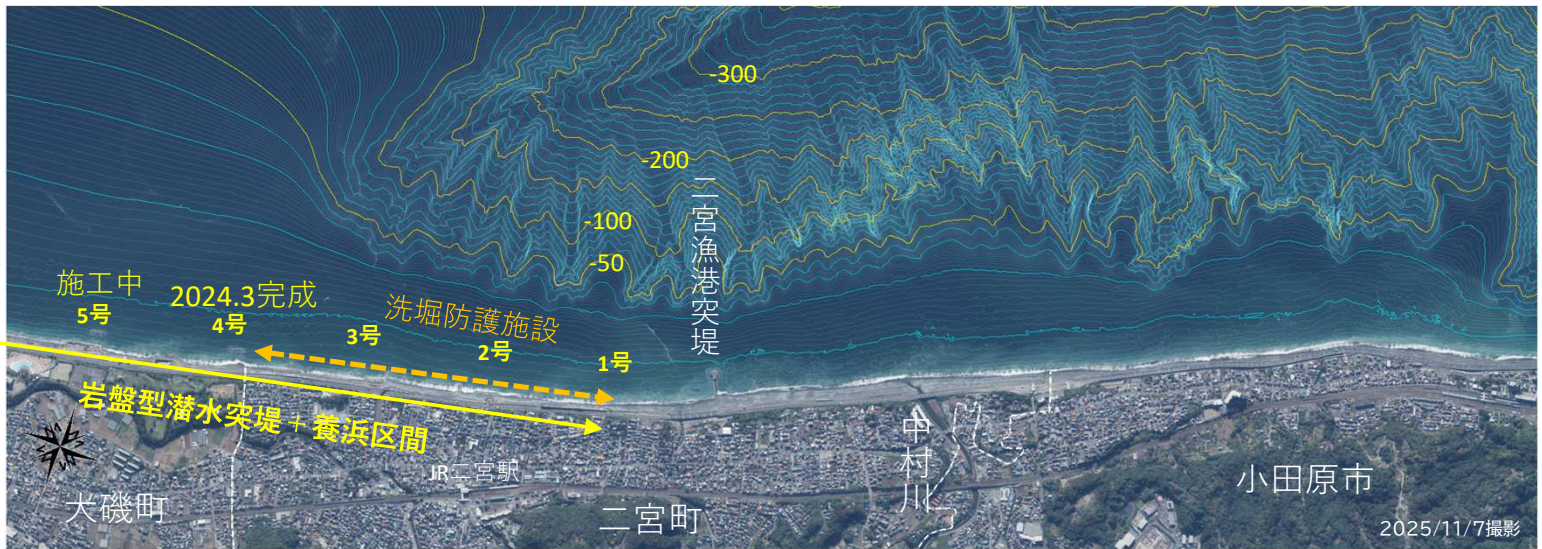 -300
-200
-100
-50
二宮漁港突堤
施工中
5号
2024.3完成
4号
洗堀防護施設
3号
2号
1号
岩盤型潜水突堤+養浜区間
JR二宮駅
中村川
大磯町
二宮町
小田原市
2025/11/7撮影